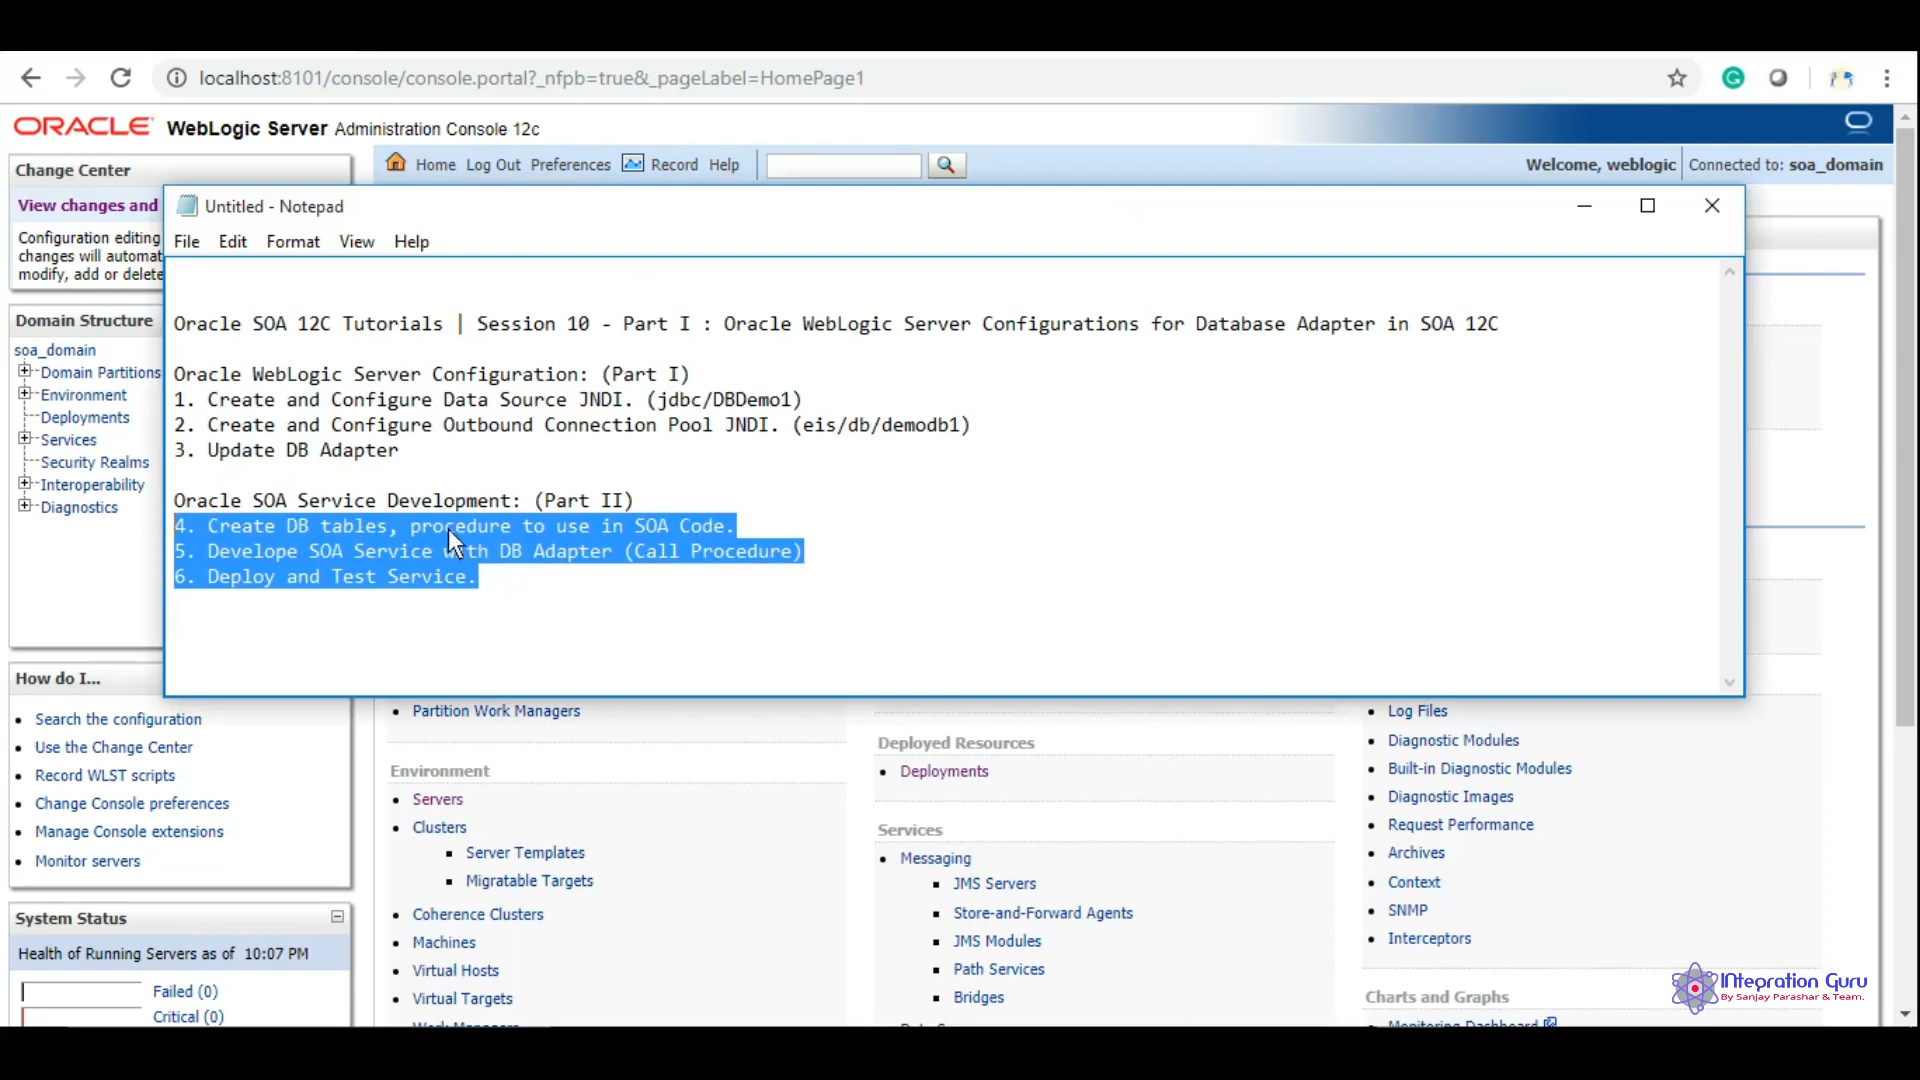 localhost:8101/console/console.portal?_nfpb=true&_pageLabel=HomePage1
ORACLE WebLogic Server Administration Console 12c
Change Center
View changes and
Configuration editing
changes will automat
modify, add or delete
Domain Structure
soa_domain
Domain Partitions
Environment
Deployments
Services
Security Realms
Interoperability
Diagnostics
How do I...
Search the configuration
Use the Change Center
Record WLST scripts
Change Console preferences
Manage Console extensions
Monitor servers
System Status
Health of Running Servers as of 10:07 PM
Failed (0)
Critical (0)
Home Log Out Preferences Record Help
Welcome, weblogic
Connected to: soa_domain
Untitled - Notepad
File Edit Format View Help
Oracle SOA 12C Tutorials | Session 10 - Part I : Oracle WebLogic Server Configurations for Database Adapter in SOA 12C
Oracle WebLogic Server Configuration: (Part I)
1. Create and Configure Data Source JNDI. (jdbc/DBDemo1)
2. Create and Configure Outbound Connection Pool JNDI. (eis/db/demodb1)
3. Update DB Adapter
Oracle SOA Service Development: (Part II)
4. Create DB tables, procedure to use in SOA Code.
5. Develope SOA Service with DB Adapter (Call Procedure)
6. Deploy and Test Service.
Partition Work Managers
Environment
Servers
Clusters
Server Templates
Migratable Targets
Coherence Clusters
Machines
Virtual Hosts
Virtual Targets
Work Managers
Deployed Resources
Deployments
Services
Messaging
JMS Servers
Store-and-Forward Agents
JMS Modules
Path Services
Bridges
Log Files
Diagnostic Modules
Built-in Diagnostic Modules
Diagnostic Images
Request Performance
Archives
Context
SNMP
Interceptors
Charts and Graphs
Monitoring Dashboard
INtegration Guru
By Sanjay Parashar & Team.